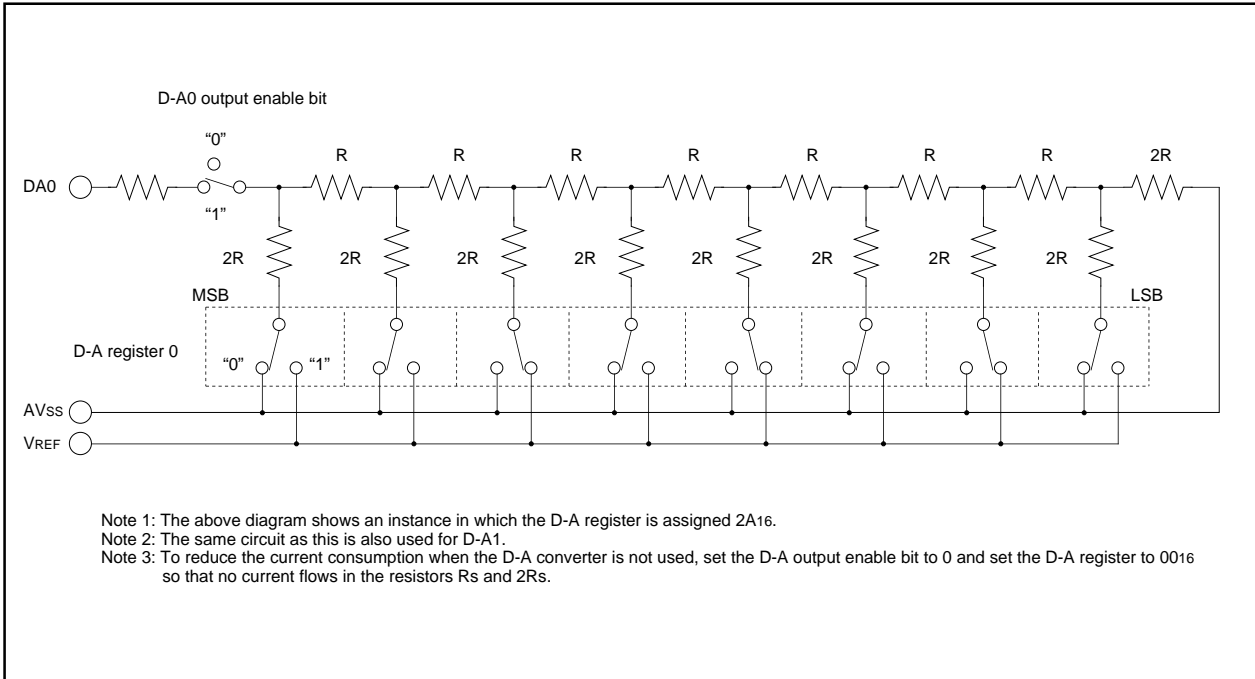 D-A0 output enable bit
“0”
R R R R R R R 2R
DA0
“1”
2R 2R 2R 2R 2R 2R 2R 2R
MSB LSB
D-A register 0 “0” “1”
AVSS
VREF
Note 1: The above diagram shows an instance in which the D-A register is assigned 2A16.
Note 2: The same circuit as this is also used for D-A1.
Note 3: To reduce the current consumption when the D-A converter is not used, set the D-A output enable bit to 0 and set the D-A register to 0016
so that no current flows in the resistors Rs and 2Rs.